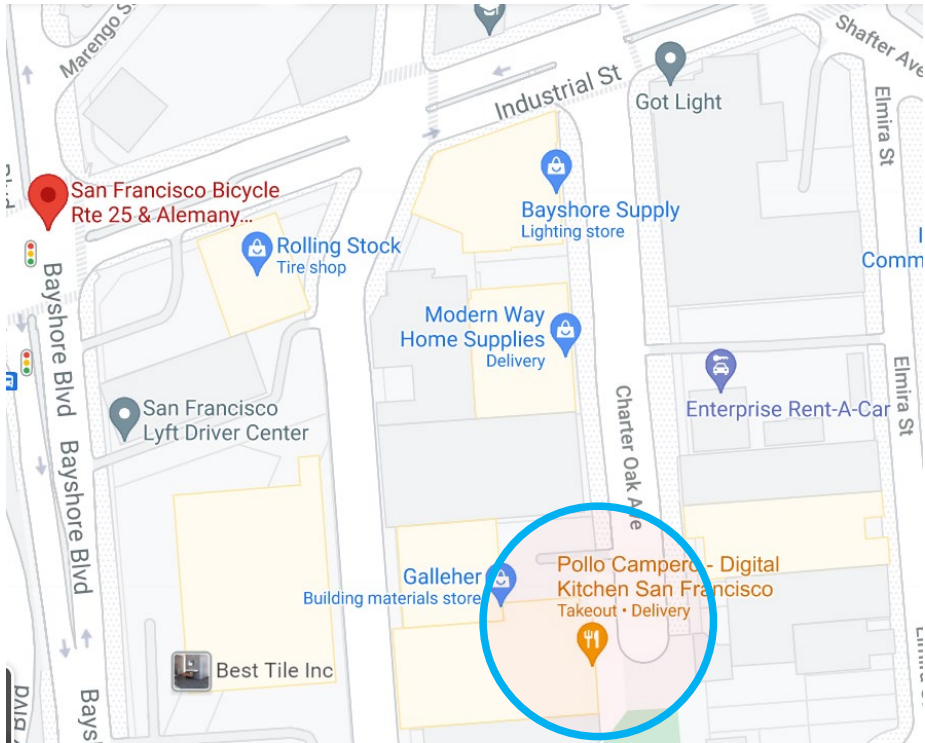 Marengo S
Industrial St
Shafter Ave
Got Light
Elmira St
San Francisco Bicycle
Rte 25 & Alemany...
Bayshore Supply
Lighting store
Rolling Stock
Tire shop
Comm
Modern Way
Home Supplies
Delivery
Bayshore Blvd
Enterprise Rent-A-Car
Elmira St
San Francisco
Lyft Driver Center
Charter Oak Ave
Bayshore Blvd
Pollo Campero - Digital
Kitchen San Francisco
Takeout • Delivery
Galleher
Building materials store
Best Tile Inc
Blvd
Bays